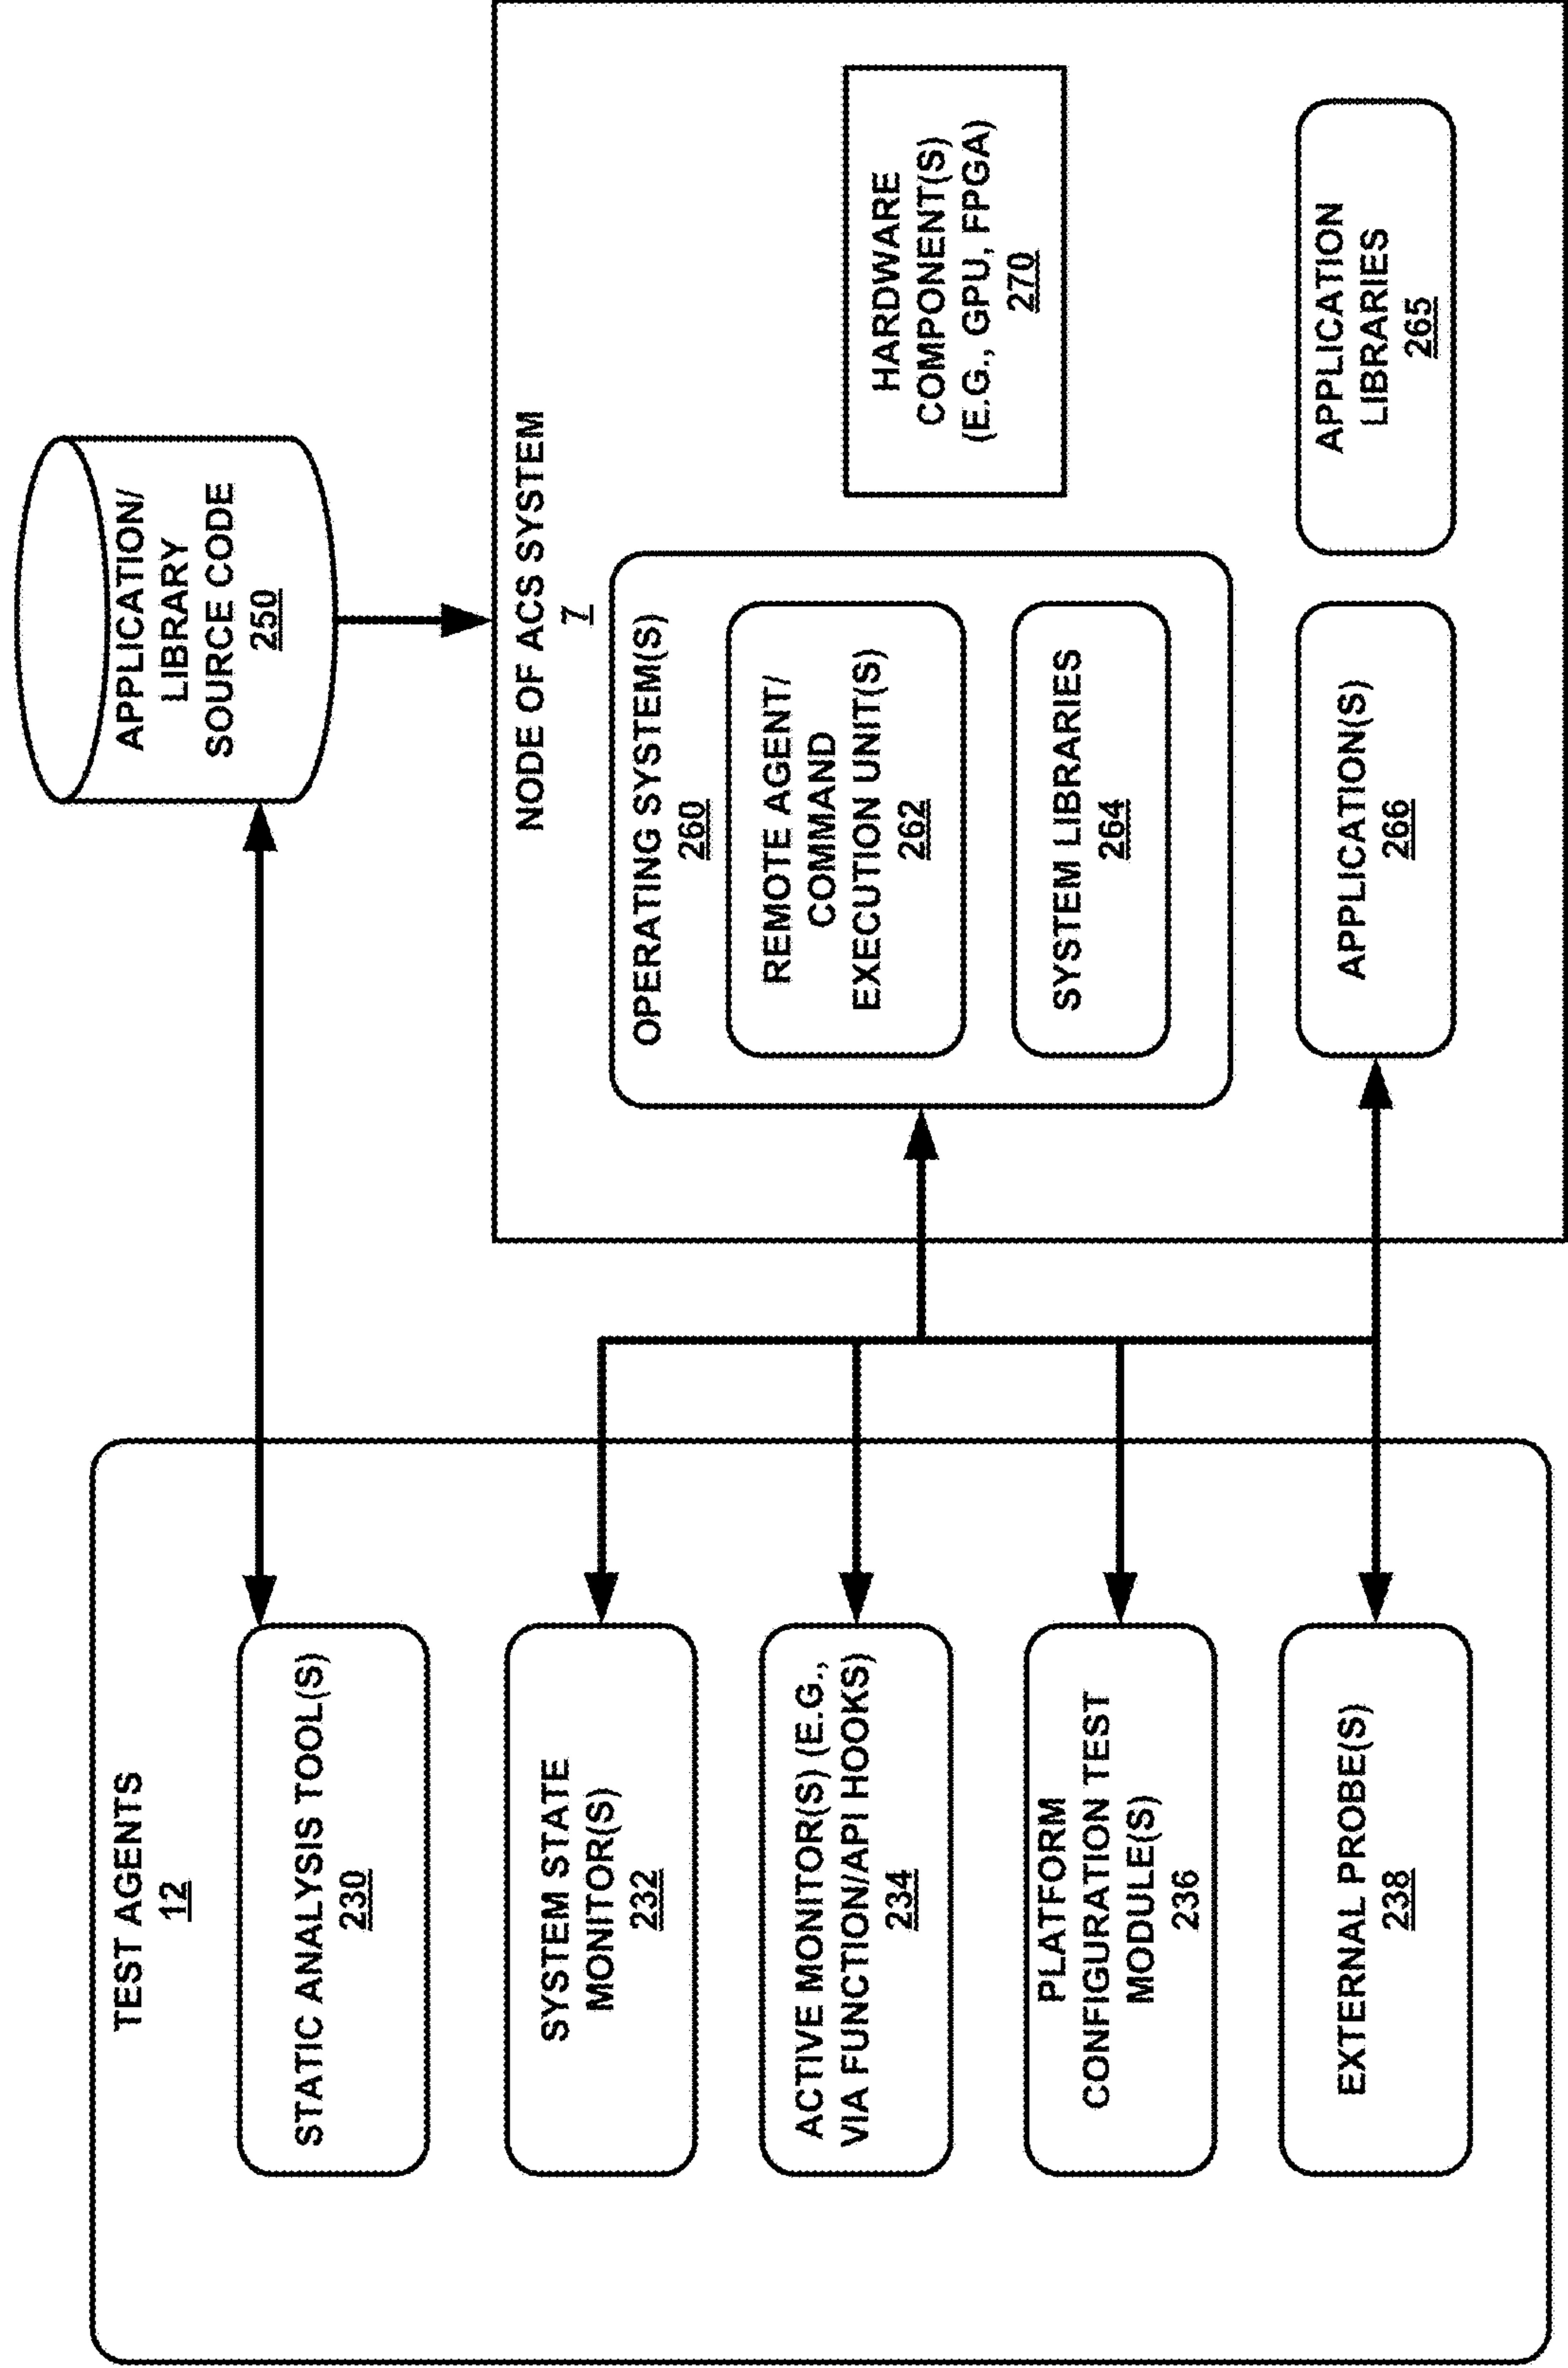 TEST AGENTS
12
STATIC ANALYSIS TOOL(S)
230
SYSTEM STATE
MONITOR(S)
232
ACTIVE MONITOR(S) (E.G.,
VIA FUNCTION/API HOOKS)
234
PLATFORM
CONFIGURATION TEST
MODULE(S)
236
EXTERNAL PROBE(S)
238
APPLICATION/
LIBRARY
SOURCE CODE
250
NODE OF ACS SYSTEM
7
OPERATING SYSTEM(S)
260
REMOTE AGENT/
COMMAND
EXECUTION UNIT(S)
262
SYSTEM LIBRARIES
264
APPLICATION(S)
266
HARDWARE
COMPONENT(S)
(E.G., GPU, FPGA)
270
APPLICATION
LIBRARIES
265